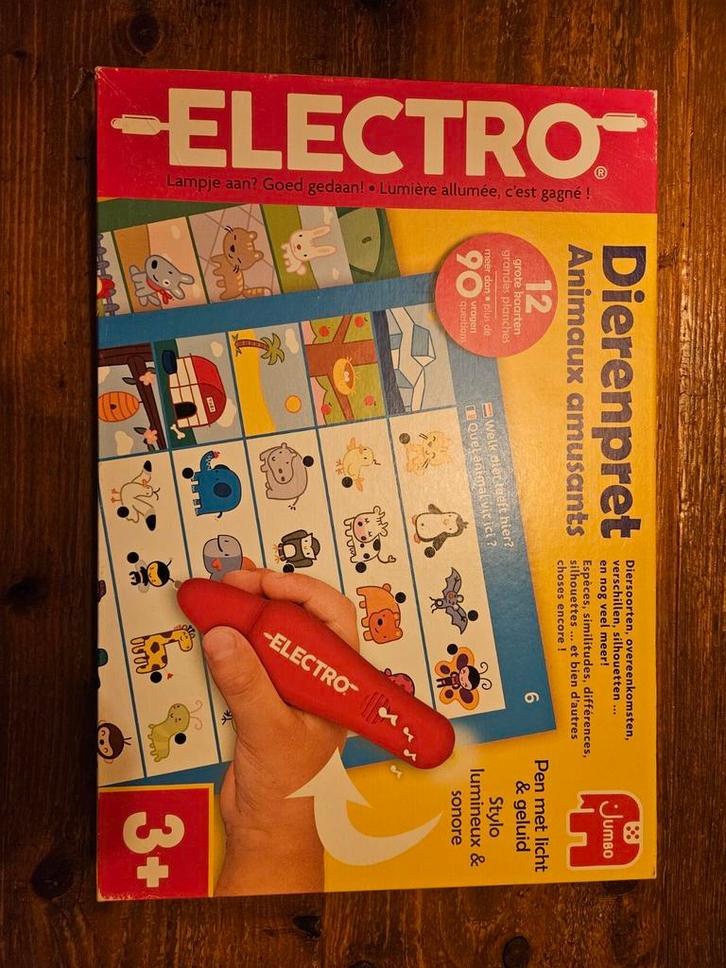 ELECTRO®
Lampje aan? Goed gedaan! • Lumière allumée, c'est gagné !
Dierenpret
Animaux amusants
12
grote kaarten
grandes planches
meer dan • plus de
90
vragen
questions
Diersoorten, overeenkomsten,
verschillen, silhouetten ...
en nog veel meer!
Espèces, similitudes, différences,
silhouettes ... et bien d'autres
choses encore !
Welk dier leeft hier?
Quel animal vit ici ?
6
ELECTRO
Pen met licht
& geluid
Stylo
lumineux &
sonore
Jumbo
3+